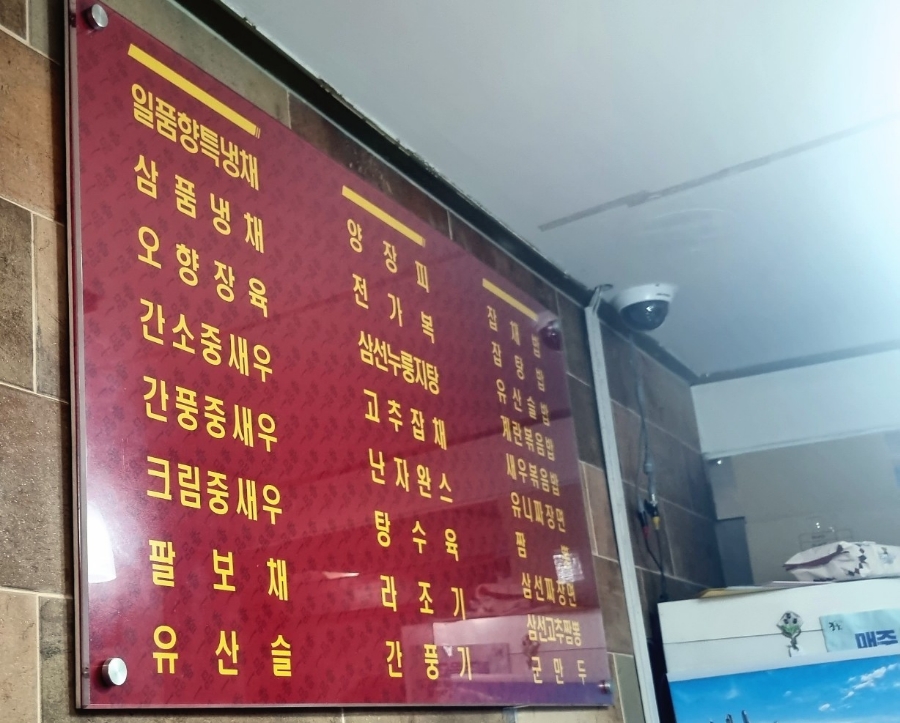 일품향특냉채
삼품냉채
오향장육
간소중새우
간풍중새우
크림중새우
팔보채
유산슬
양장피
전가복
삼선누룽지탕
고추잡채
난자완스
탕수육
라조기
간풍기
잡채밥
잡탕밥
유산슬밥
계란볶음밥
새우볶음밥
유니짜장면
짬뽕
삼선짜장면
삼선고추짬뽕
군만두
매주